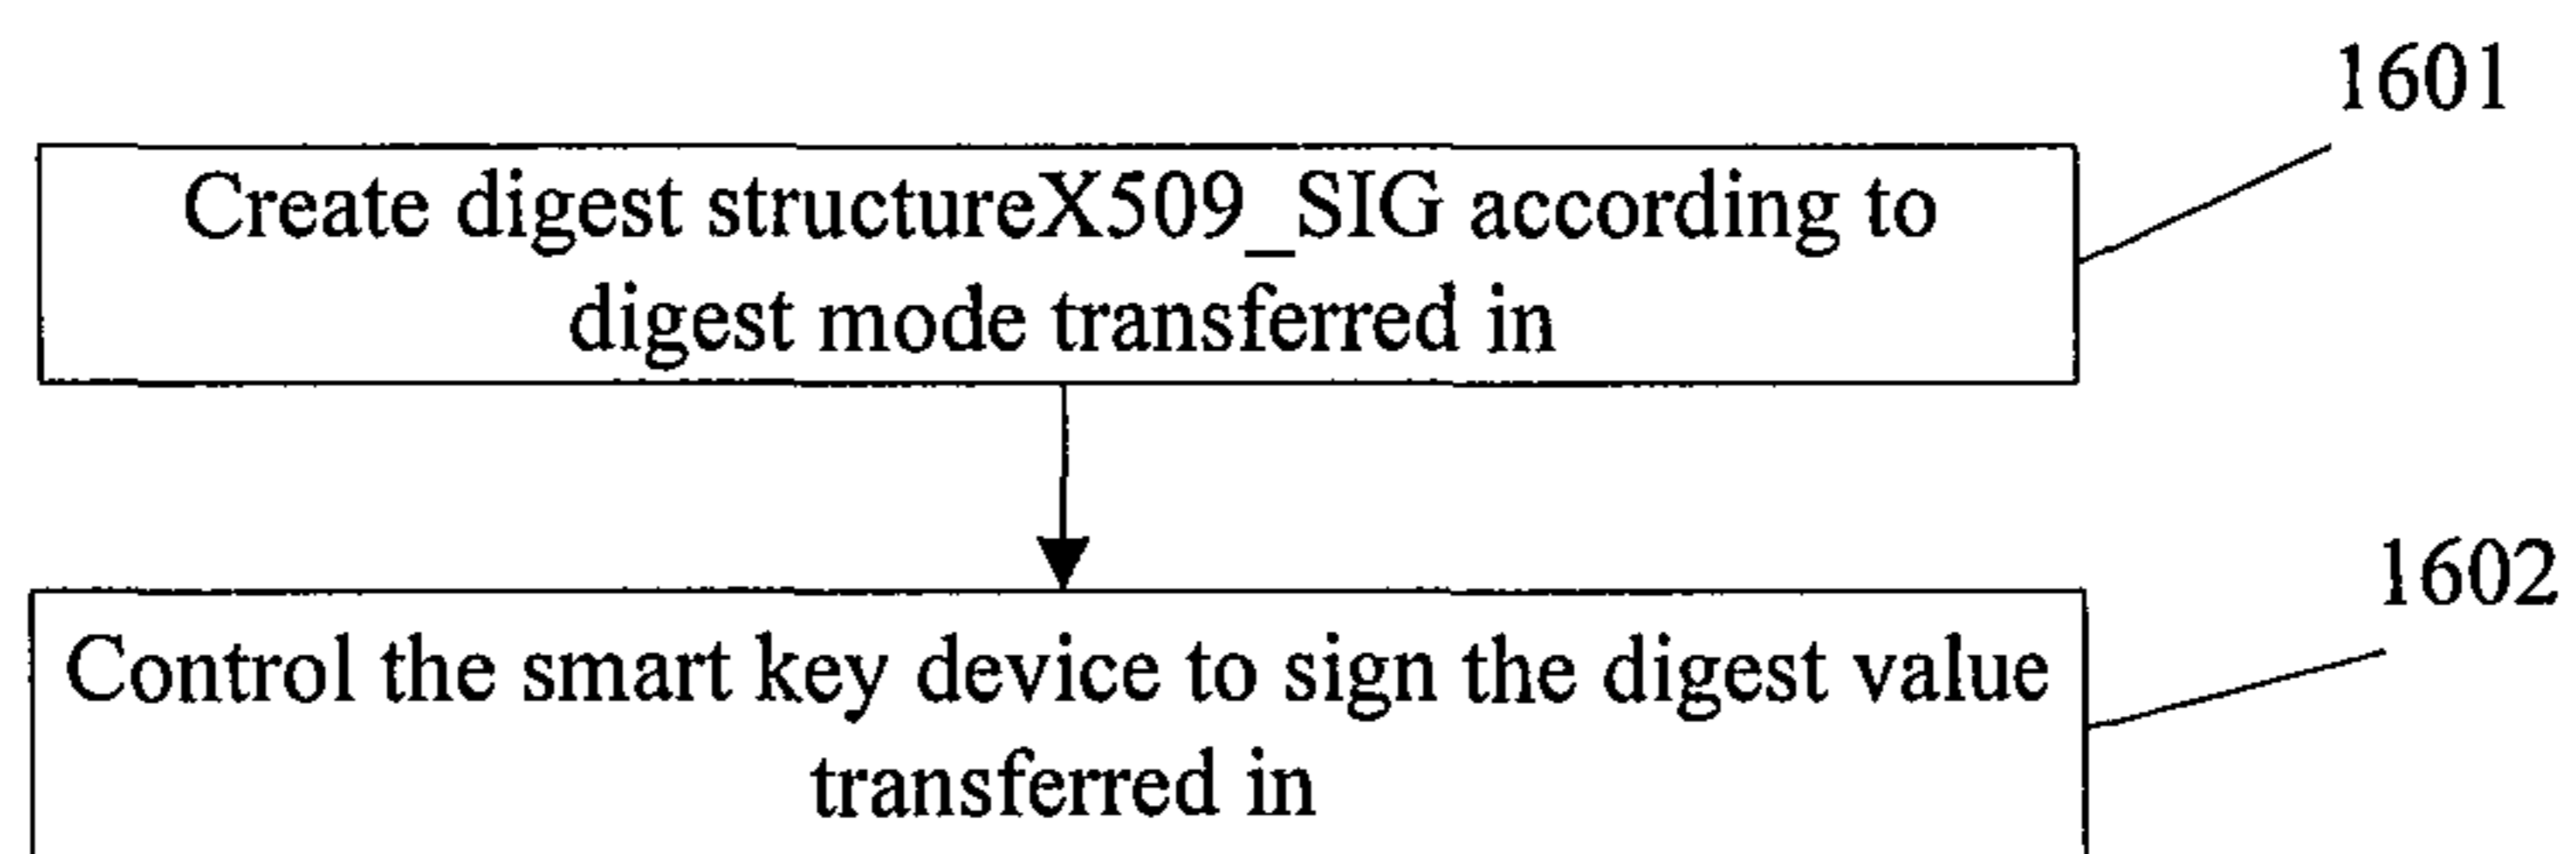 1601
Create digest structureX509_SIG according to
digest mode transferred in
1602
Control the smart key device to sign the digest value
transferred in